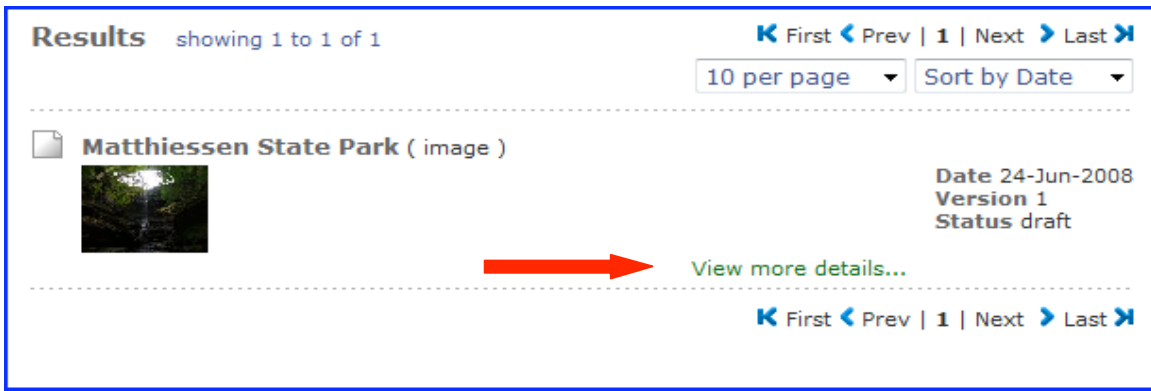 Results showing 1 to 1 of 1
First Prev | 1 | Next Last
10 per page Sort by Date
Matthiessen State Park ( image )
Date 24-Jun-2008
Version 1
Status draft
View more details...
First Prev | 1 | Next Last